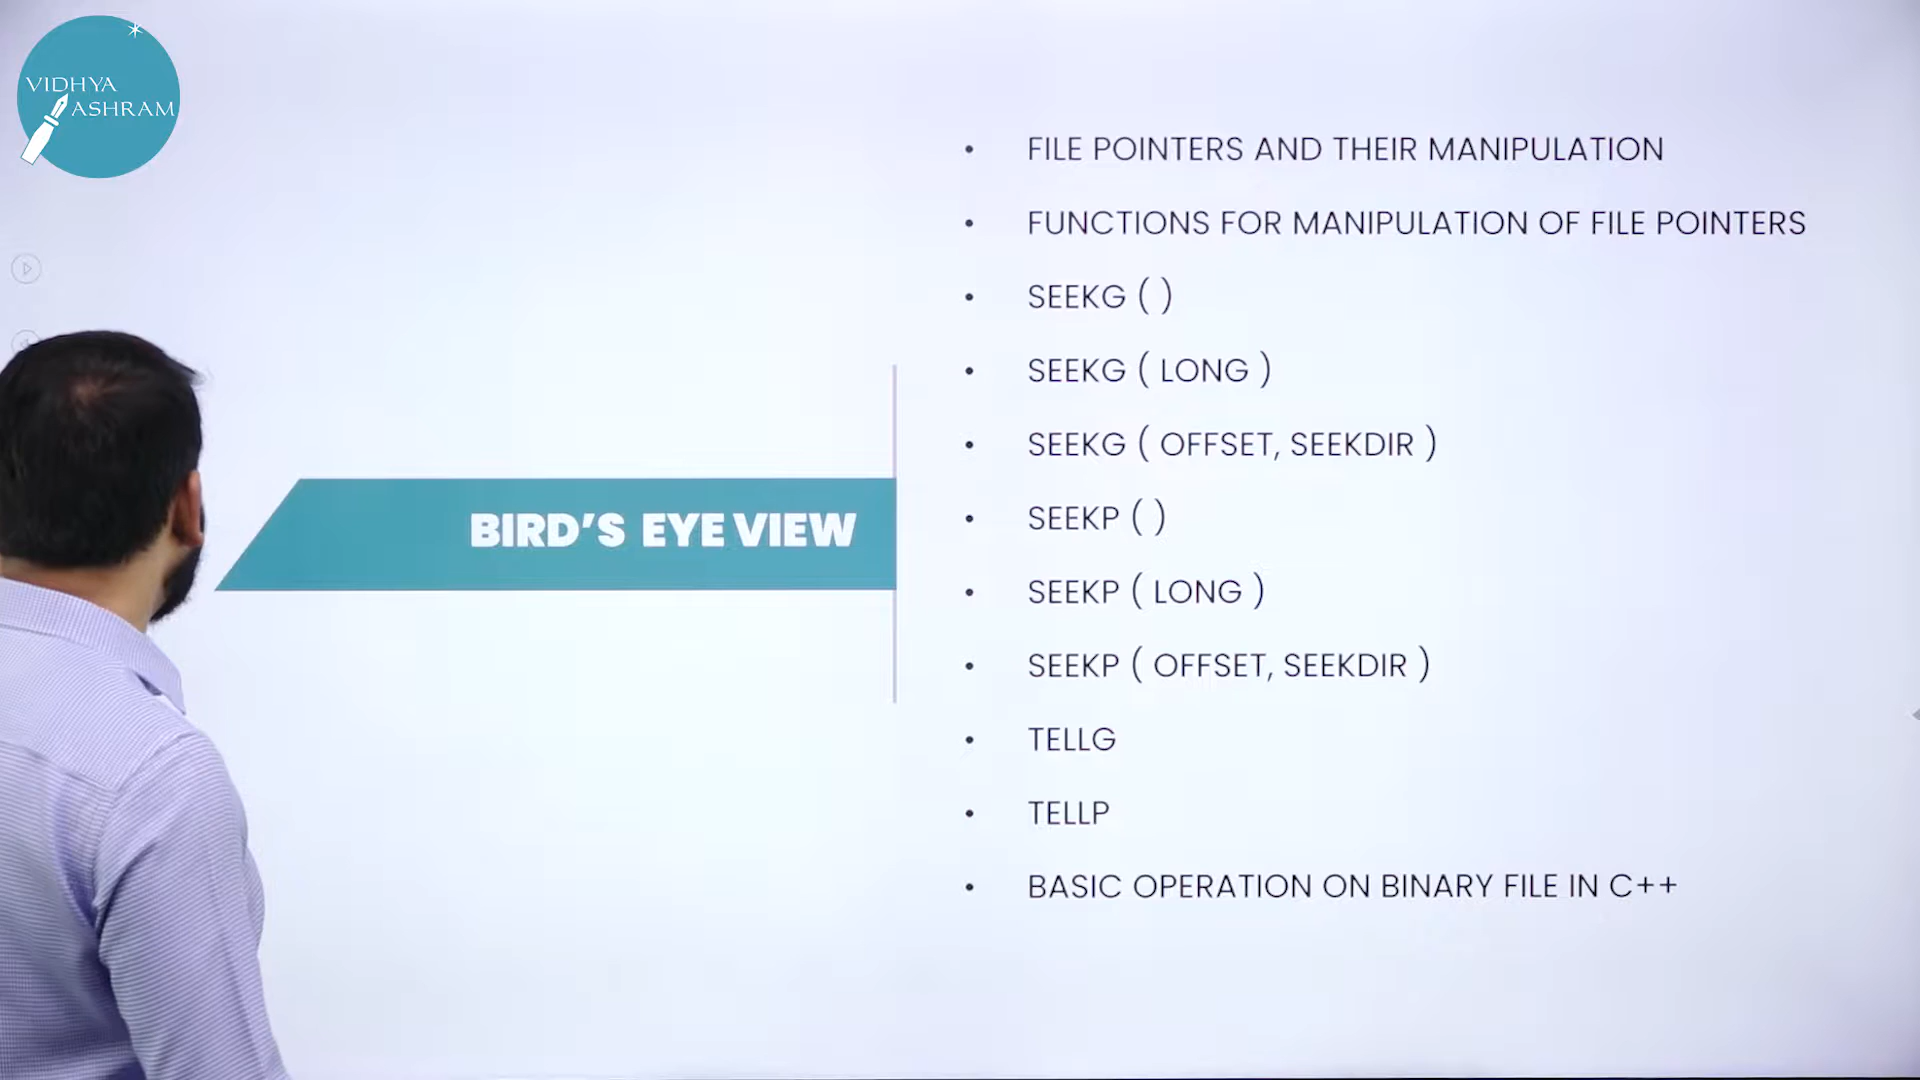 VIDHYA
ASHRAM
BIRD'S EYE VIEW
• FILE POINTERS AND THEIR MANIPULATION
• FUNCTIONS FOR MANIPULATION OF FILE POINTERS
• SEEKG ( )
• SEEKG ( LONG )
• SEEKG ( OFFSET, SEEKDIR )
• SEEKP ( )
• SEEKP ( LONG )
• SEEKP ( OFFSET, SEEKDIR )
• TELLG
• TELLP
• BASIC OPERATION ON BINARY FILE IN C++